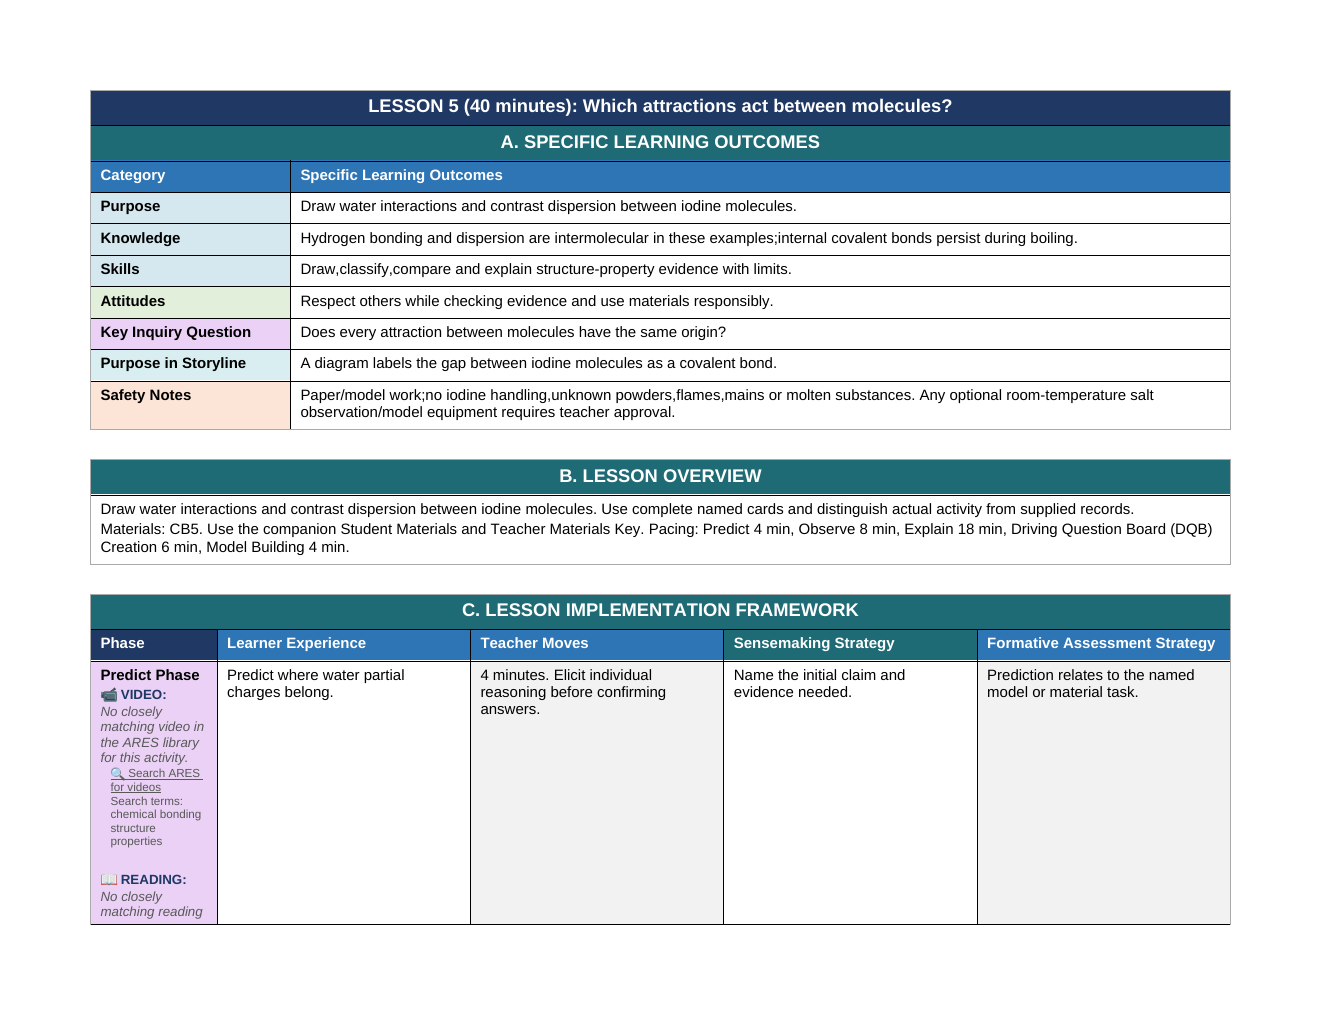 LESSON 5 (40 minutes): Which attractions act between molecules?
A. SPECIFIC LEARNING OUTCOMES
Category
Specific Learning Outcomes
Purpose
Draw water interactions and contrast dispersion between iodine molecules.
Knowledge
Hydrogen bonding and dispersion are intermolecular in these examples;internal covalent bonds persist during boiling.
Skills
Draw,classify,compare and explain structure-property evidence with limits.
Attitudes
Respect others while checking evidence and use materials responsibly.
Key Inquiry Question
Does every attraction between molecules have the same origin?
Purpose in Storyline
A diagram labels the gap between iodine molecules as a covalent bond.
Safety Notes
Paper/model work;no iodine handling,unknown powders,flames,mains or molten substances. Any optional room-temperature salt
observation/model equipment requires teacher approval.
B. LESSON OVERVIEW
Draw water interactions and contrast dispersion between iodine molecules. Use complete named cards and distinguish actual activity from supplied records.
Materials: CB5. Use the companion Student Materials and Teacher Materials Key. Pacing: Predict 4 min, Observe 8 min, Explain 18 min, Driving Question Board (DQB)
Creation 6 min, Model Building 4 min.
C. LESSON IMPLEMENTATION FRAMEWORK
Phase
Learner Experience
Teacher Moves
Sensemaking Strategy
Formative Assessment Strategy
Predict Phase
📹 VIDEO:
No closely
matching video in
the ARES library
for this activity.
🔍 Search ARES
for videos
Search terms:
chemical bonding
structure
properties
📖 READING:
No closely
matching reading
Predict where water partial
charges belong.
4 minutes. Elicit individual
reasoning before confirming
answers.
Name the initial claim and
evidence needed.
Prediction relates to the named
model or material task.